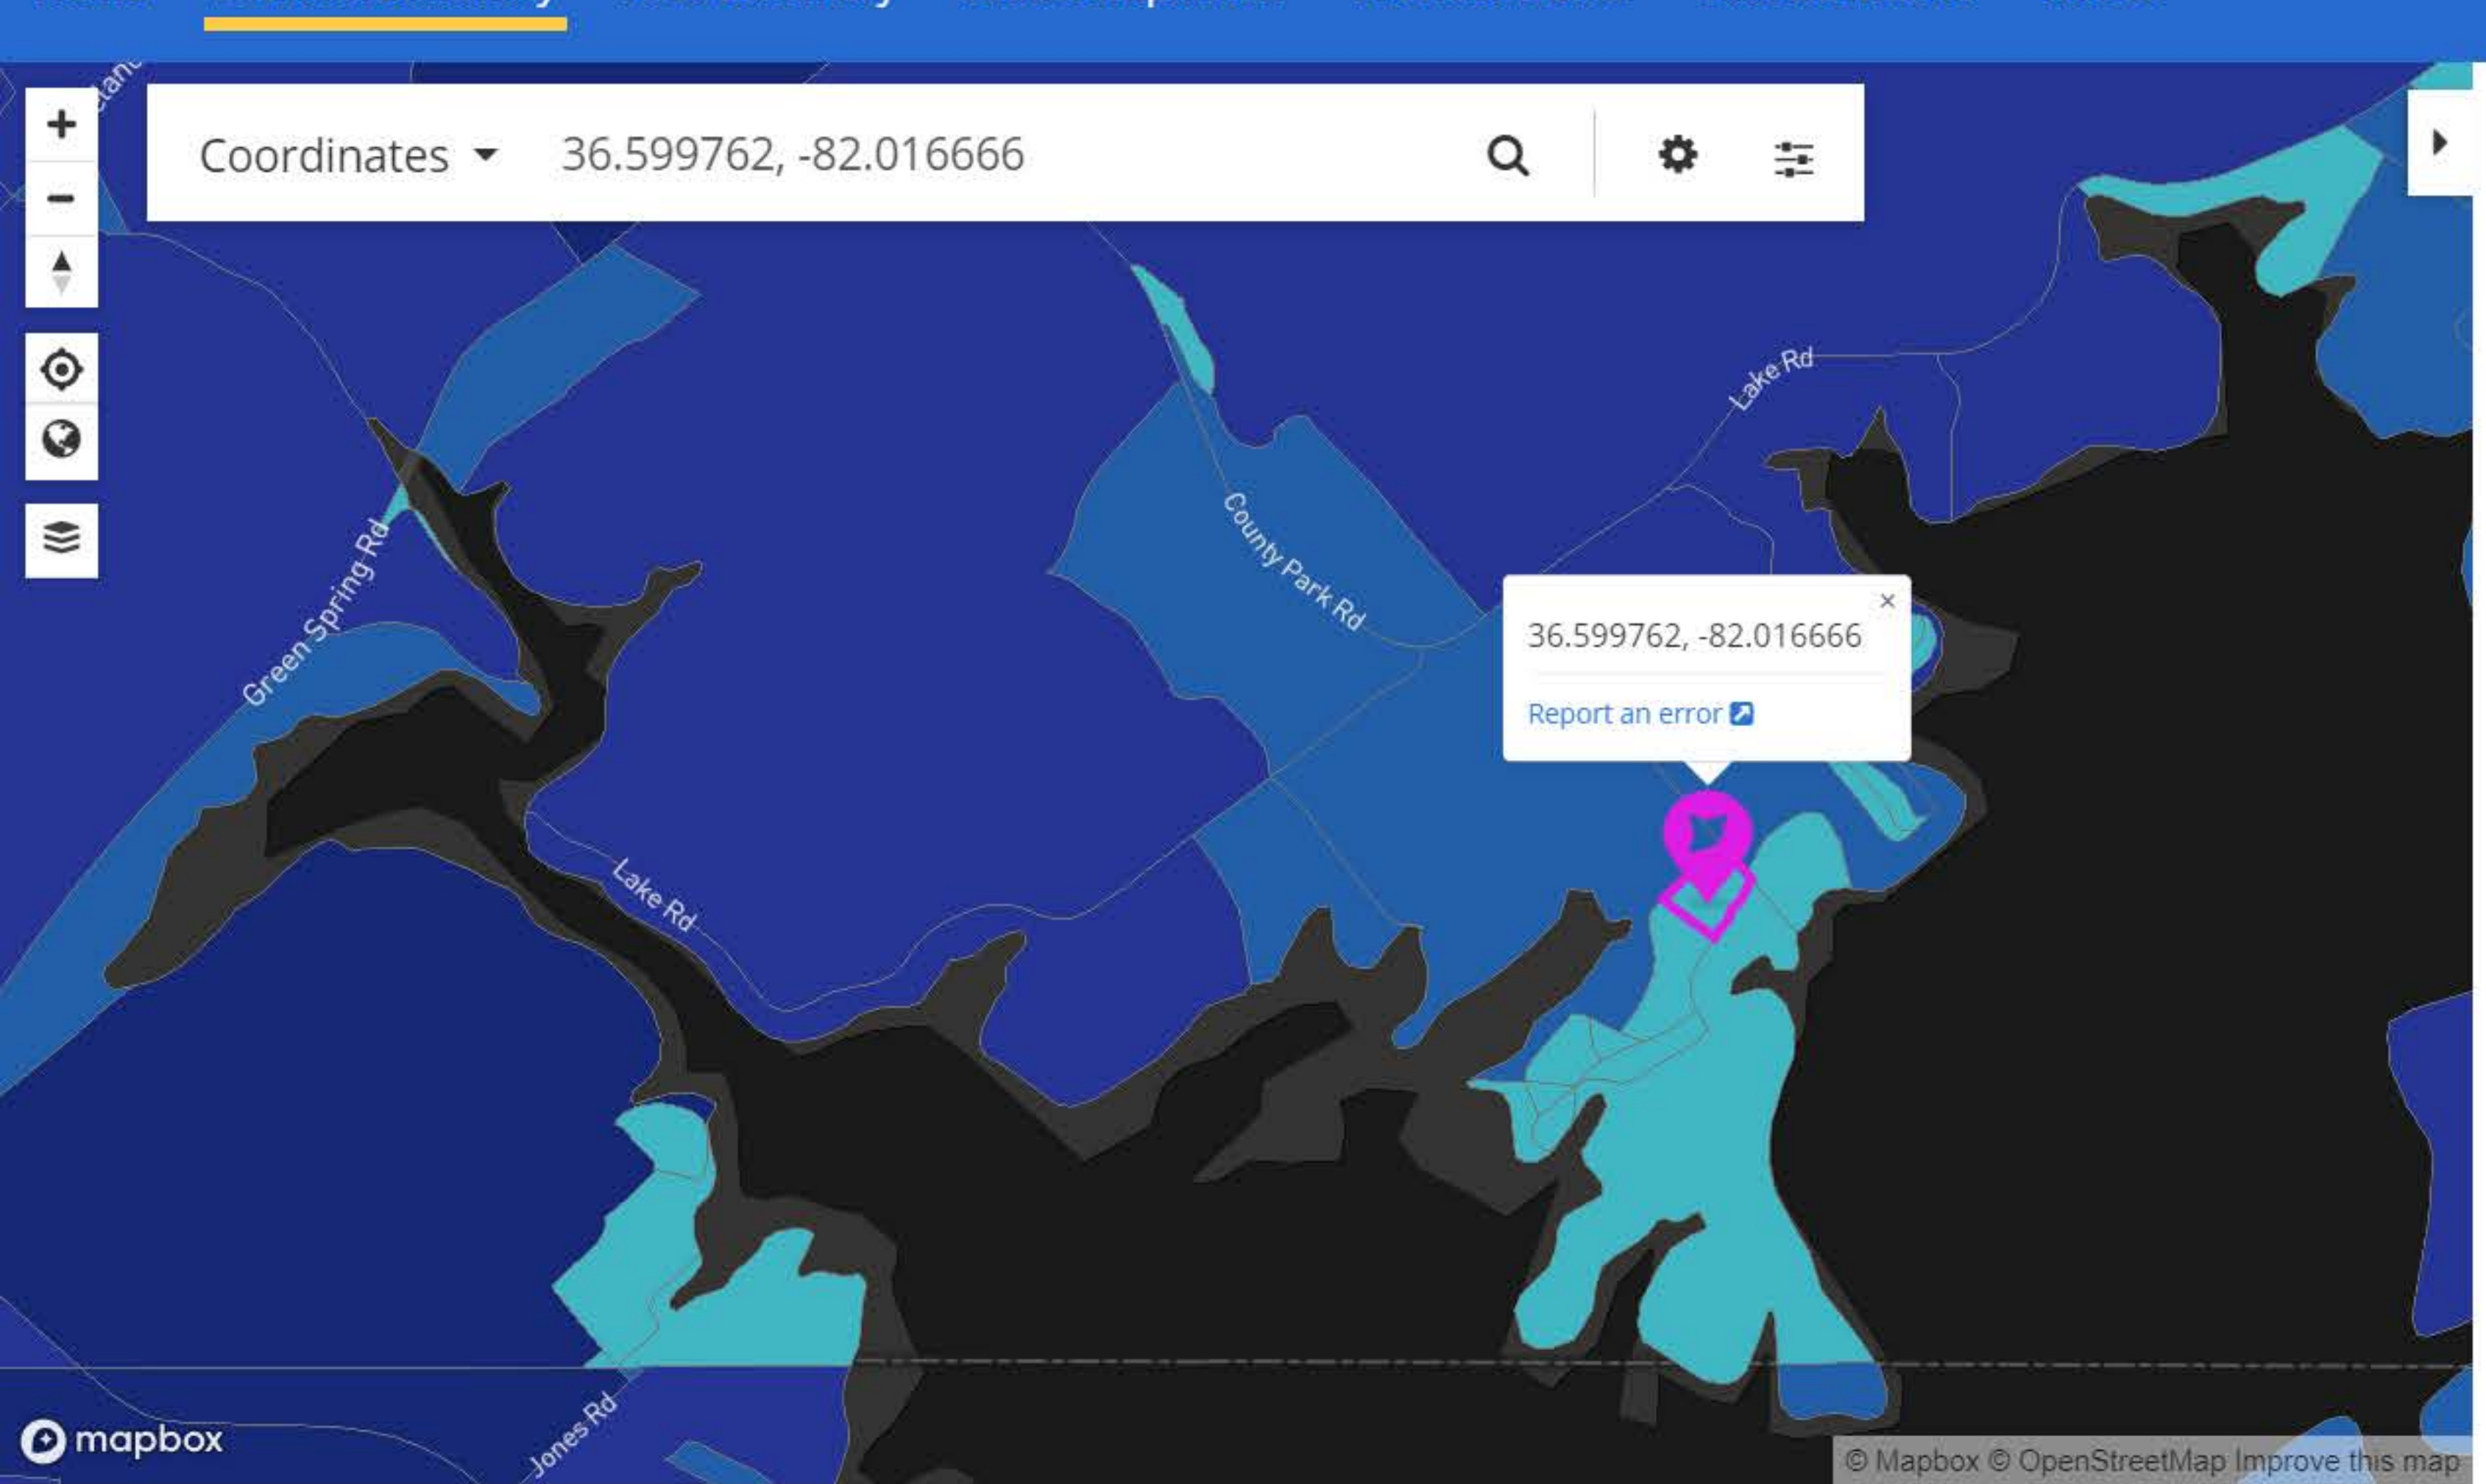 Coordinates
36.599762, -82.016666
Lake Rd
County Park Rd
Green Spring Rd
36.599762, -82.016666
Report an error
Lake Rd
Jones Rd
mapbox
© Mapbox © OpenStreetMap Improve this map